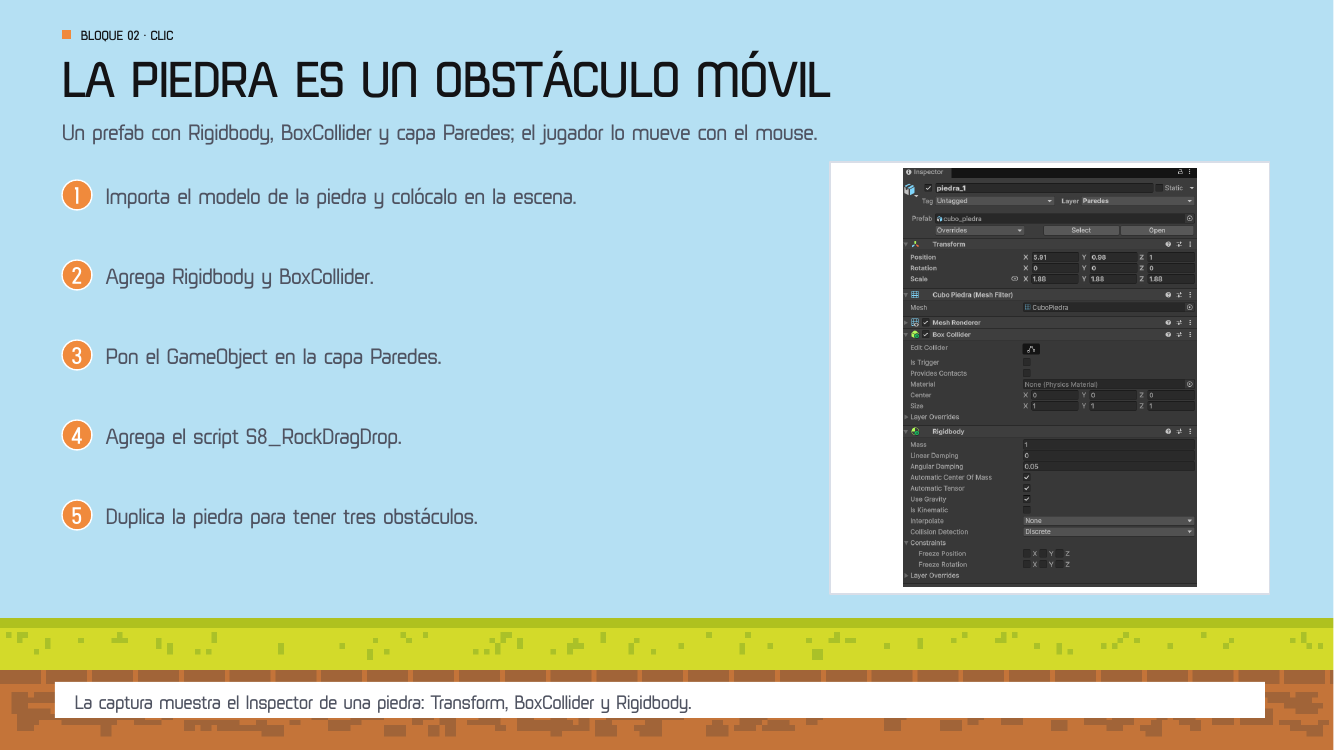 BLOQUE 02 · CLIC
LA PIEDRA ES UN OBSTÁCULO MÓVIL
Un prefab con Rigidbody, BoxCollider y capa Paredes; el jugador lo mueve con el mouse.
1 Importa el modelo de la piedra y colócalo en la escena.
2 Agrega Rigidbody y BoxCollider.
3 Pon el GameObject en la capa Paredes.
4 Agrega el script S8_RockDragDrop.
5 Duplica la piedra para tener tres obstáculos.
Inspector
piedra_1 Static
Tag Untagged Layer Paredes
Prefab cubo_piedra
Overrides Select Open
Transform
Position X 5.91 Y 0.98 Z 1
Rotation X 0 Y 0 Z 0
Scale X 1.88 Y 1.88 Z 1.88
Cubo Piedra (Mesh Filter)
Mesh CuboPiedra
Mesh Renderer
Box Collider
Edit Collider
Is Trigger
Provides Contacts
Material None (Physics Material)
Center X 0 Y 0 Z 0
Size X 1 Y 1 Z 1
Layer Overrides
Rigidbody
Mass 1
Linear Damping 0
Angular Damping 0.05
Automatic Center Of Mass
Automatic Tensor
Use Gravity
Is Kinematic
Interpolate None
Collision Detection Discrete
Constraints
Freeze Position X Y Z
Freeze Rotation X Y Z
Layer Overrides
La captura muestra el Inspector de una piedra: Transform, BoxCollider y Rigidbody.